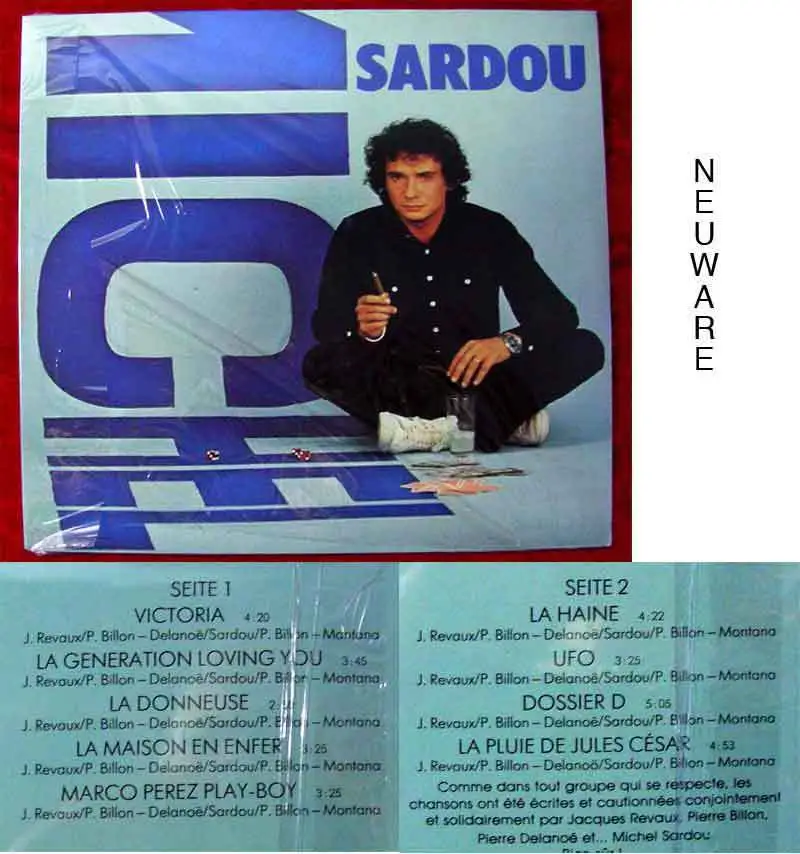 SARDOU
MICHEL
NEUWARE
SEITE 1
VICTORIA 4:20
J. Revaux/P. Billon – Delanoë/Sardou/P. Billon – Montana
LA GENERATION LOVING YOU 3:45
J. Revaux/P. Billon – Delanoë/Sardou/P. Billon – Montana
LA DONNEUSE
J. Revaux/P. Billon – Delanoë/Sardou/P. Billon – Montana
LA MAISON EN ENFER 3:25
J. Revaux/P. Billon – Delanoë/Sardou/P. Billon – Montana
MARCO PEREZ PLAY-BOY 3:25
J. Revaux/P. Billon – Delanoë/Sardou/P. Billon – Montana
SEITE 2
LA HAINE 4:22
J. Revaux/P. Billon – Delanoë/Sardou/P. Billon – Montana
UFO 3:25
J. Revaux/P. Billon – Delanoë/Sardou/P. Billon – Montana
DOSSIER D 5:05
J. Revaux/P. Billon – Delanoë/Sardou/P. Billon – Montana
LA PLUIE DE JULES CÉSAR 4:53
J. Revaux/P. Billon – Delanoë/Sardou/P. Billon – Montana
Comme dans tout groupe qui se respecte, les
chansons ont été écrites et cautionnées conjointement
et solidairement par Jacques Revaux, Pierre Billon,
Pierre Delanoé et... Michel Sardou
Bien sûr !